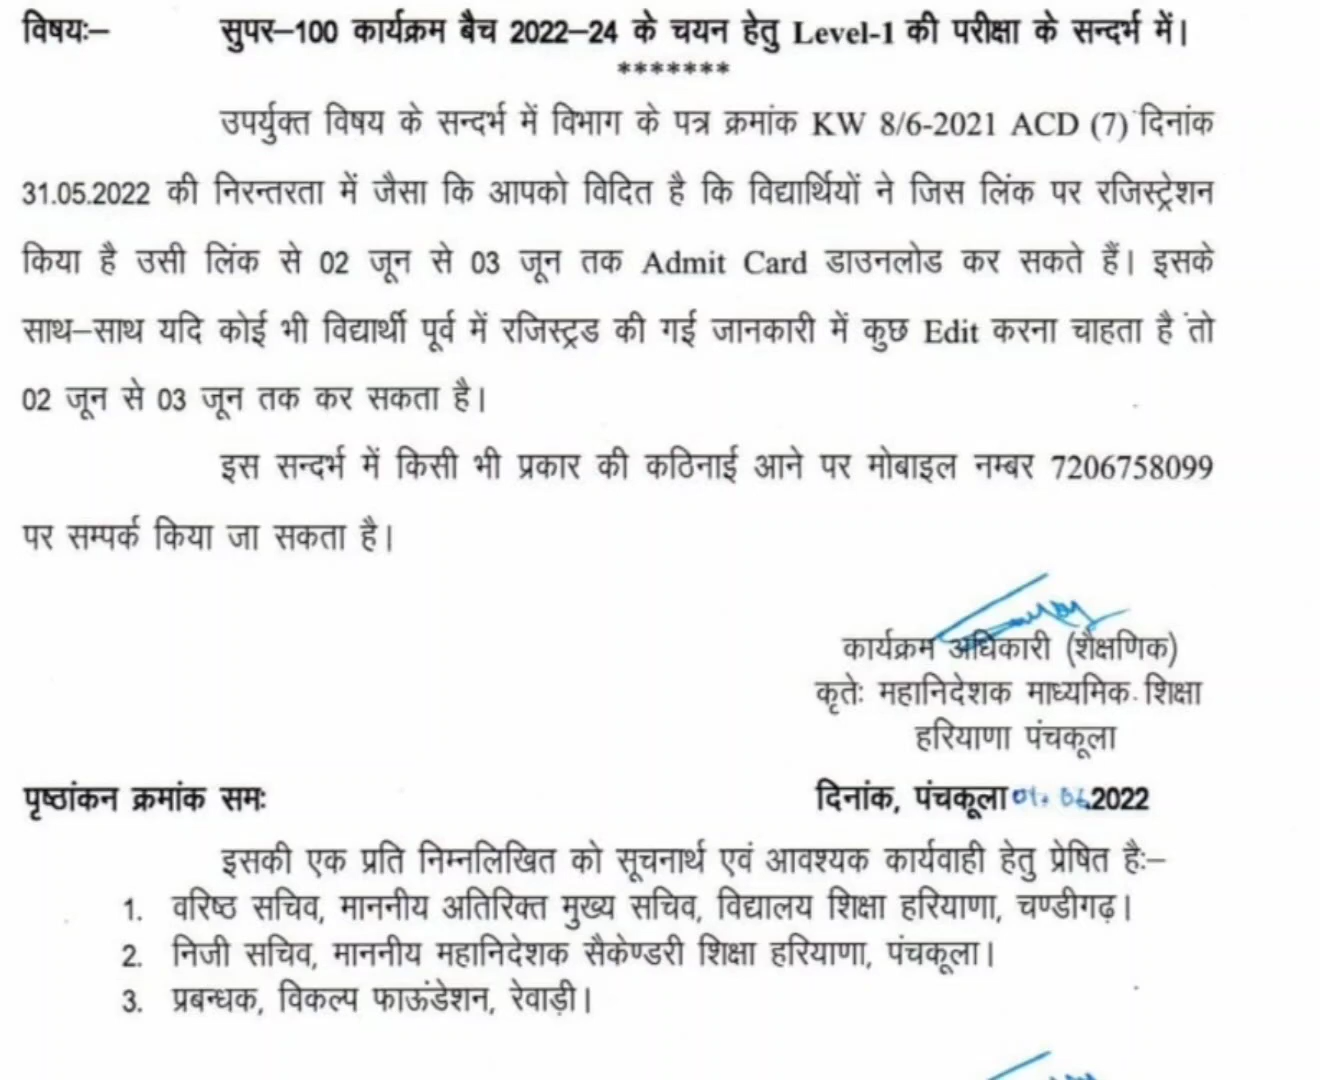 विषयः– सुपर–100 कार्यक्रम बैच 2022–24 के चयन हेतु Level-1 की परीक्षा के सन्दर्भ में।
*******
उपर्युक्त विषय के सन्दर्भ में विभाग के पत्र क्रमांक KW 8/6-2021 ACD (7) दिनांक
31.05.2022 की निरन्तरता में जैसा कि आपको विदित है कि विद्यार्थियों ने जिस लिंक पर रजिस्ट्रेशन
किया है उसी लिंक से 02 जून से 03 जून तक Admit Card डाउनलोड कर सकते हैं। इसके
साथ–साथ यदि कोई भी विद्यार्थी पूर्व में रजिस्ट्रड की गई जानकारी में कुछ Edit करना चाहता है तो
02 जून से 03 जून तक कर सकता है।
इस सन्दर्भ में किसी भी प्रकार की कठिनाई आने पर मोबाइल नम्बर 7206758099
पर सम्पर्क किया जा सकता है।
कार्यक्रम अधिकारी (शैक्षणिक)
कृतेः महानिदेशक माध्यमिक शिक्षा
हरियाणा पंचकूला
पृष्ठांकन क्रमांक समः दिनांक, पंचकूला 01.06.2022
इसकी एक प्रति निम्नलिखित को सूचनार्थ एवं आवश्यक कार्यवाही हेतु प्रेषित हैः–
1. वरिष्ठ सचिव, माननीय अतिरिक्त मुख्य सचिव, विद्यालय शिक्षा हरियाणा, चण्डीगढ़।
2. निजी सचिव, माननीय महानिदेशक सैकेण्डरी शिक्षा हरियाणा, पंचकूला।
3. प्रबन्धक, विकल्प फाऊंडेशन, रेवाड़ी।